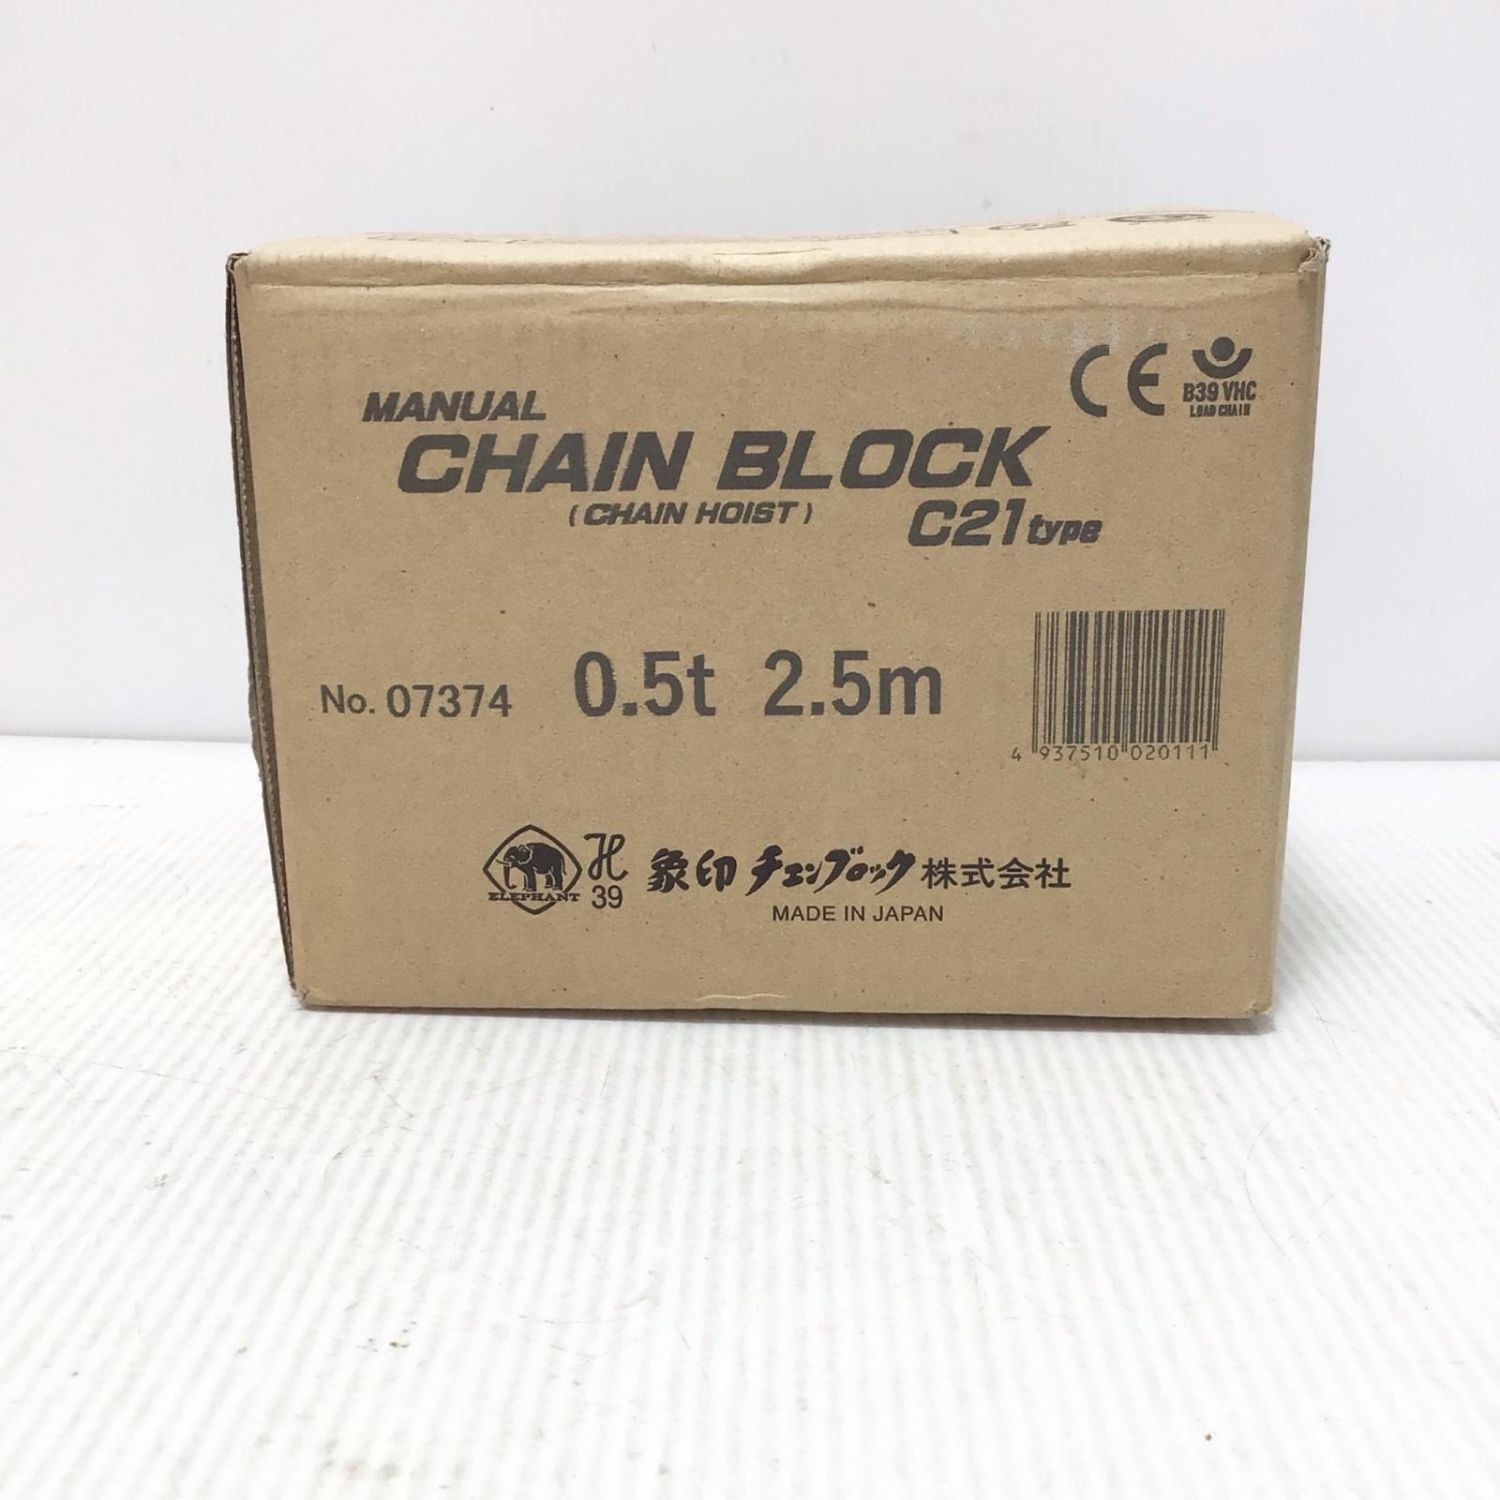 MANUAL
CHAIN BLOCK
(CHAIN HOIST)
C21 type
CE
B39 VHC
LOAD CHAIN
No. 07374
0.5t 2.5m
4 937510 020111
ELEPHANT
39
象印チェンブロック株式会社
MADE IN JAPAN